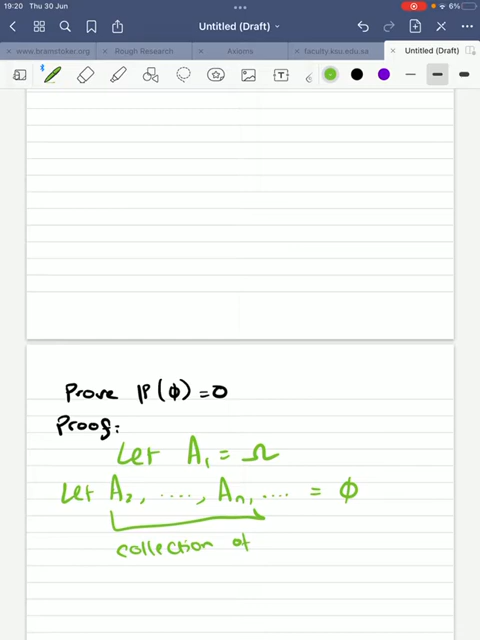 19:20 Thu 30 Jun
6%
Untitled (Draft)
www.bramstoker.org
Rough Research
Axioms
faculty.ksu.edu.sa
Untitled (Draft)
Prove ℙ(ϕ) = 0
Proof:
Let A₁ = Ω
Let A₂, ....., Aₙ, .... = ϕ
collection of